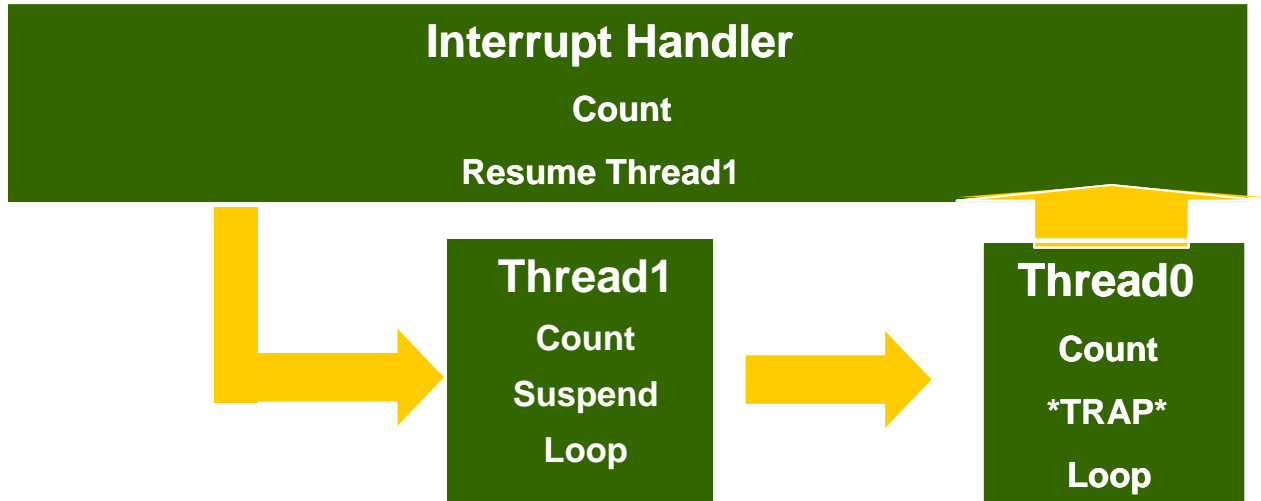 Interrupt Handler
Count
Resume Thread1
Thread1
Count
Suspend
Loop
Thread0
Count
*TRAP*
Loop